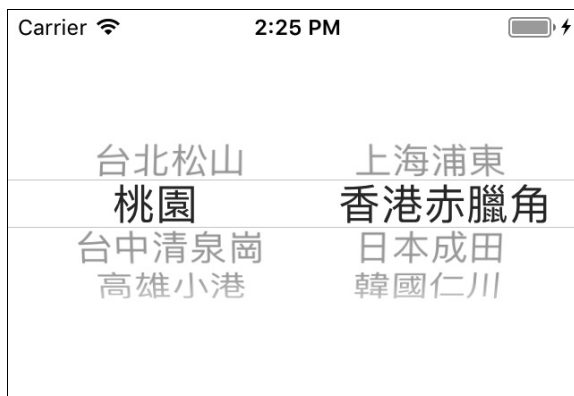 Carrier 2:25 PM
台北松山 上海浦東
桃園 香港赤鱲角
台中清泉崗 日本成田
高雄小港 韓國仁川